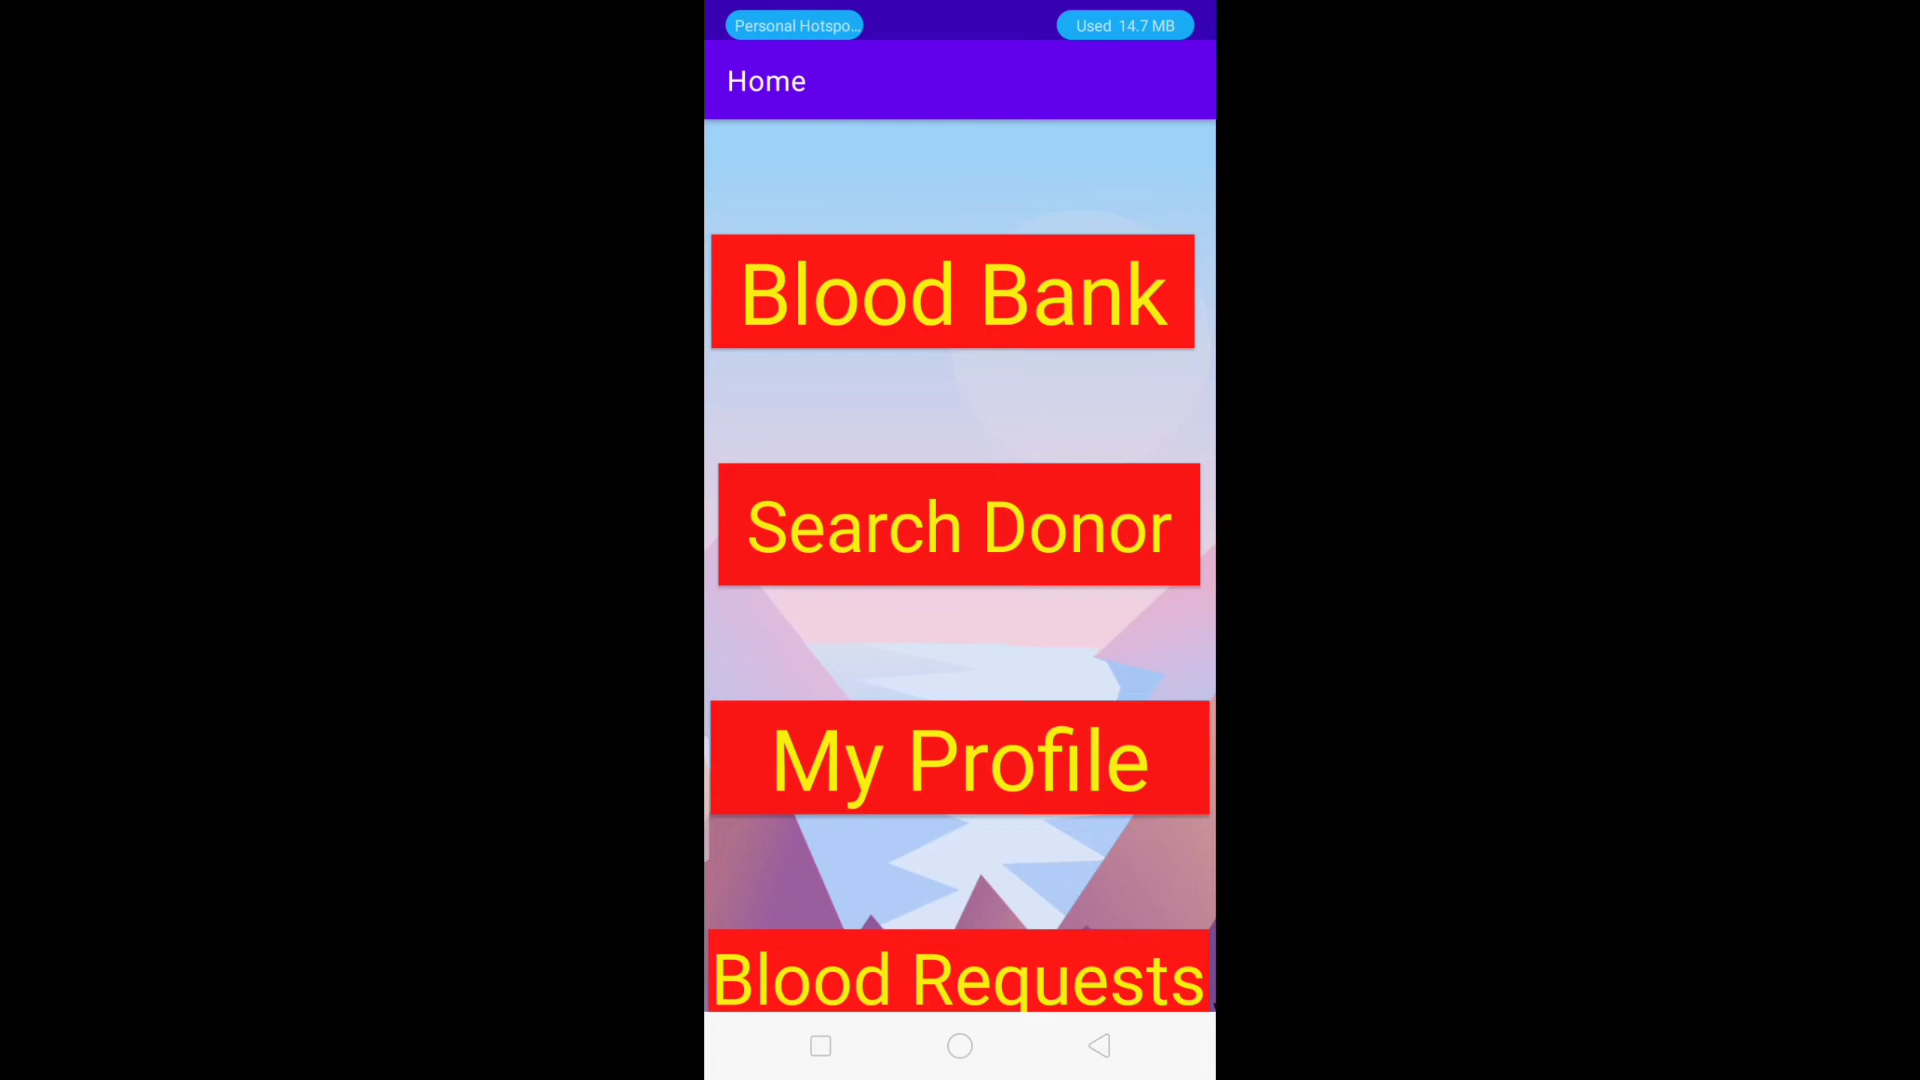 Personal Hotspo...
Used 14.7 MB
Home
Blood Bank
Search Donor
My Profile
Blood Requests